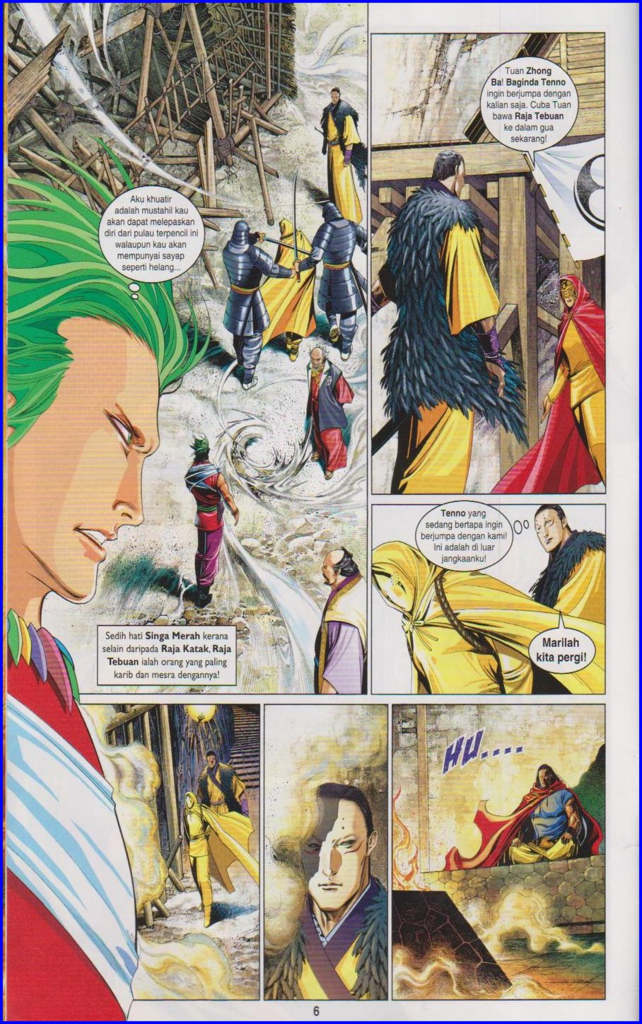 Aku khuatir
adalah mustahil kau
akan dapat melepaskan
diri dari pulau terpencil ini
walaupun kau akan
mempunyai sayap
seperti helang...
Sedih hati Singa Merah kerana
selain daripada Raja Katak, Raja
Tebuan ialah orang yang paling
karib dan mesra dengannya!
Tuan Zhong
Ba! Baginda Tenno
ingin berjumpa dengan
kalian saja. Cuba Tuan
bawa Raja Tebuan
ke dalam gua
sekarang!
Tenno yang
sedang bertapa ingin
berjumpa dengan kami!
Ini adalah di luar
jangkaanku!
Marilah
kita pergi!
HU....
6